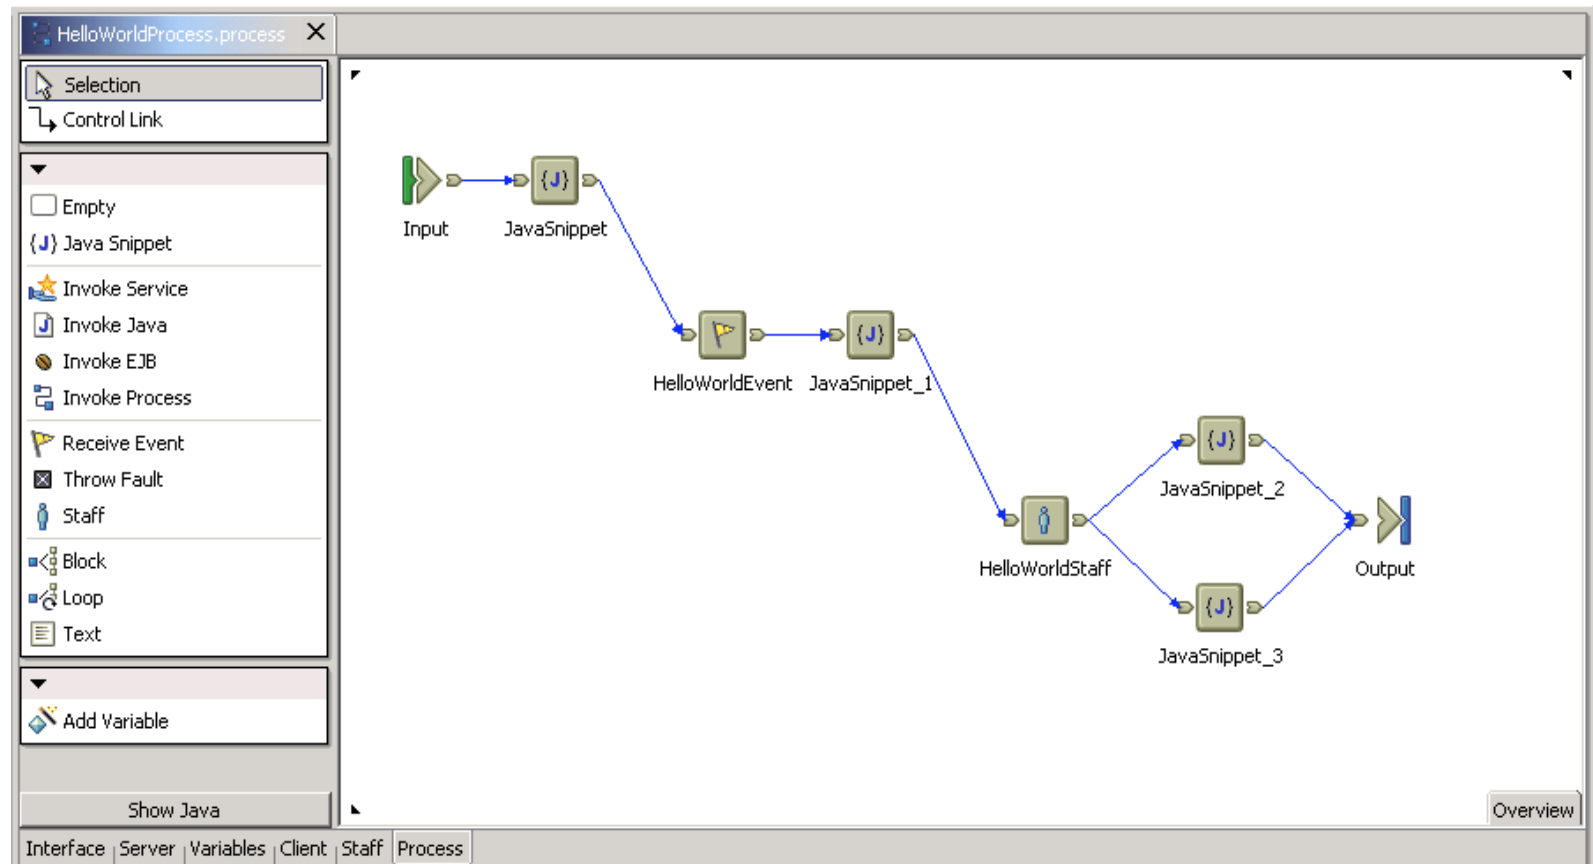 HelloWorldProcess.process
Selection
Control Link
Empty
{J} Java Snippet
Invoke Service
J Invoke Java
Invoke EJB
Invoke Process
Receive Event
Throw Fault
Staff
Block
Loop
Text
Add Variable
Show Java
{J}
Input JavaSnippet
{J}
HelloWorldEvent JavaSnippet_1
{J}
JavaSnippet_2
HelloWorldStaff Output
{J}
JavaSnippet_3
Overview
Interface Server Variables Client Staff Process